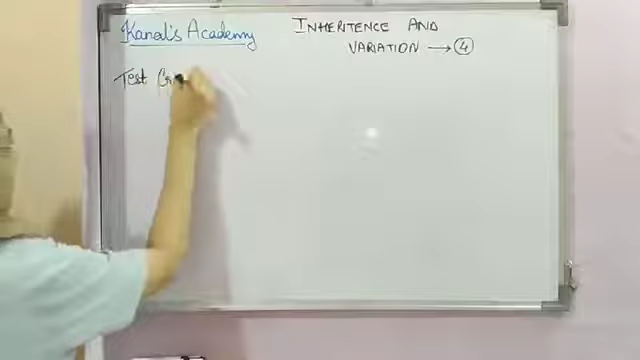 Kanal's Academy
INHERITENCE AND
VARIATION → 4
Test